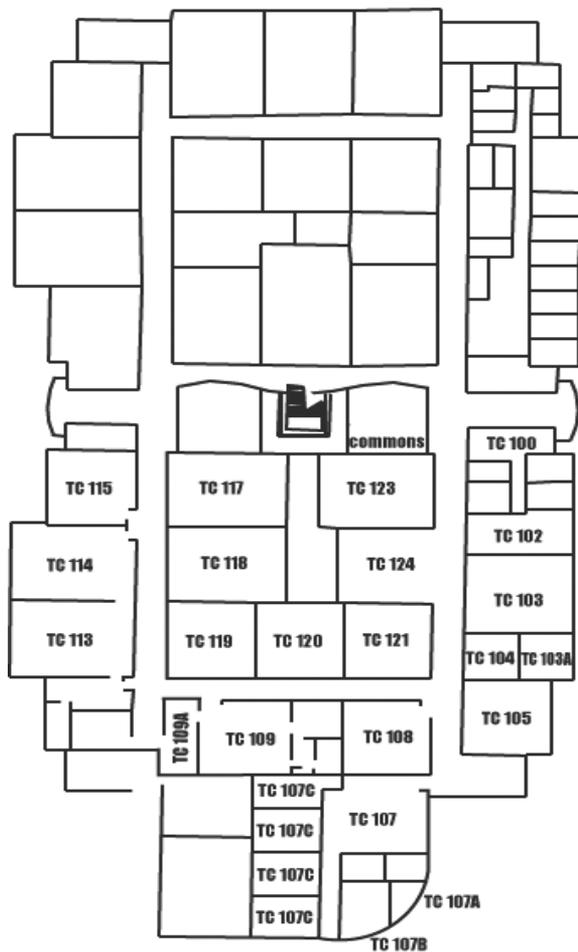 commons
TC 100
TC 115
TC 117
TC 123
TC 102
TC 114
TC 118
TC 124
TC 103
TC 113
TC 119
TC 120
TC 121
TC 104
TC 103A
TC 105
TC 109A
TC 109
TC 108
TC 107C
TC 107
TC 107C
TC 107C
TC 107C
TC 107A
TC 107B